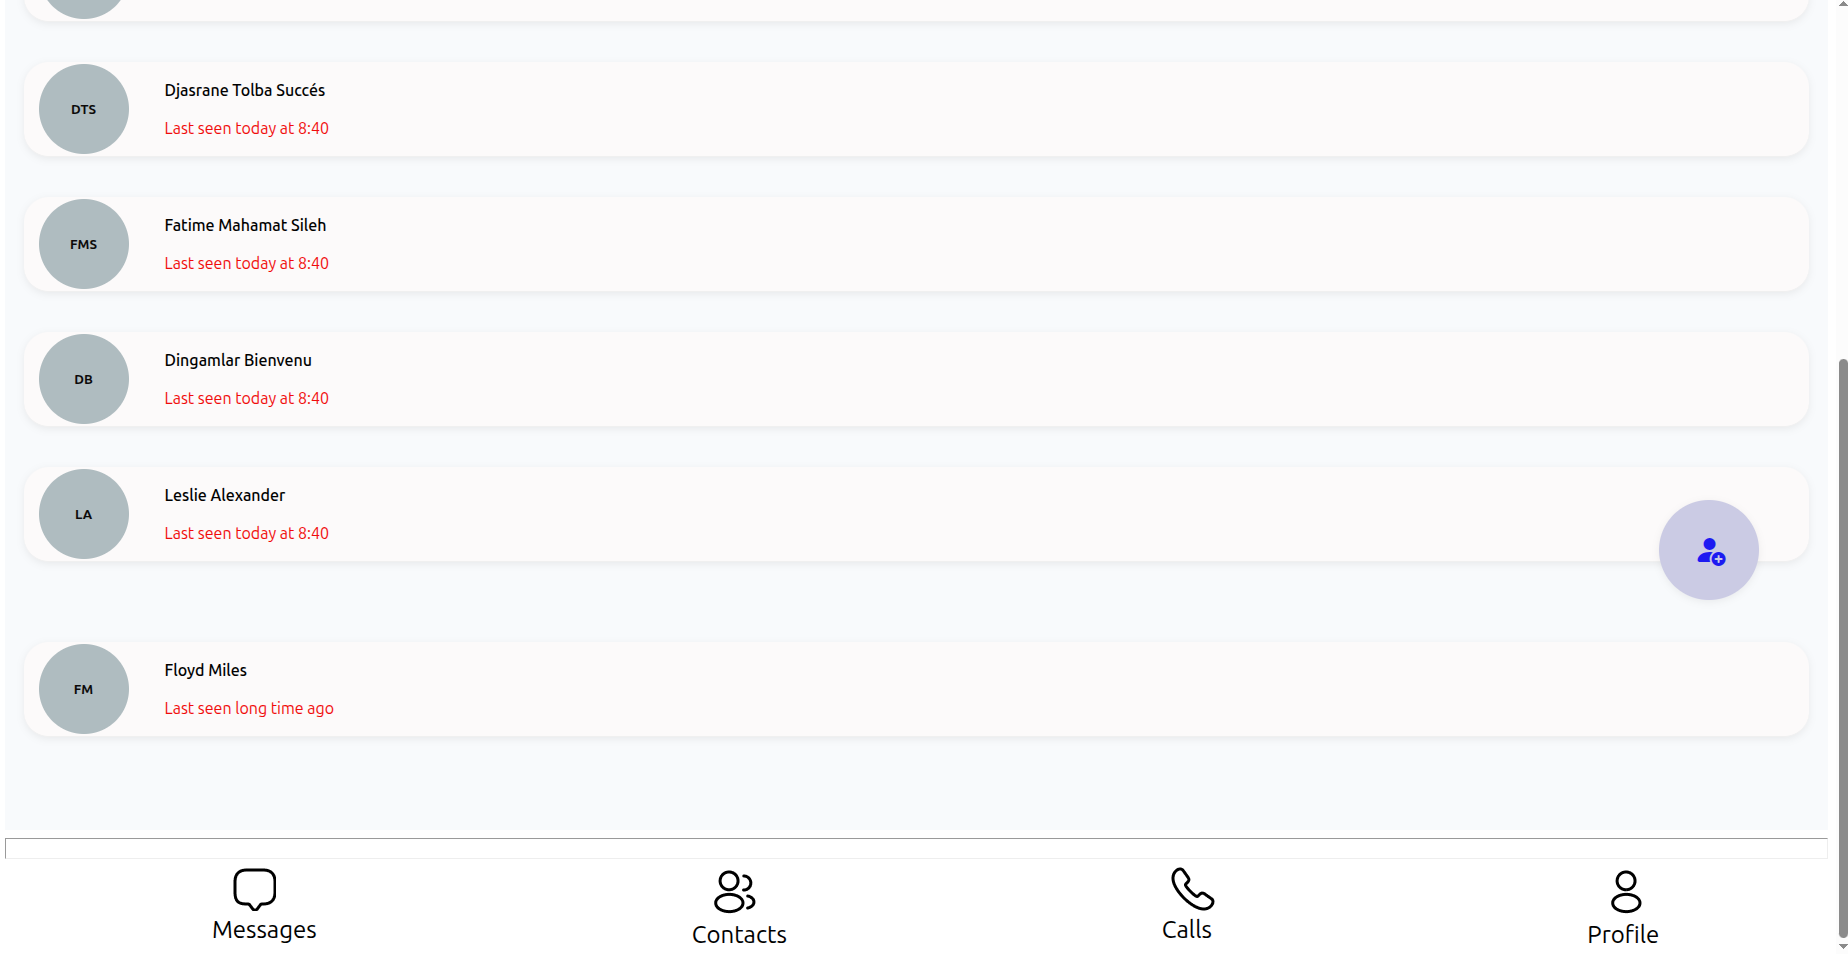 DTS
Djasrane Tolba Succés
Last seen today at 8:40
FMS
Fatime Mahamat Sileh
Last seen today at 8:40
DB
Dingamlar Bienvenu
Last seen today at 8:40
LA
Leslie Alexander
Last seen today at 8:40
FM
Floyd Miles
Last seen long time ago
Messages
Contacts
Calls
Profile